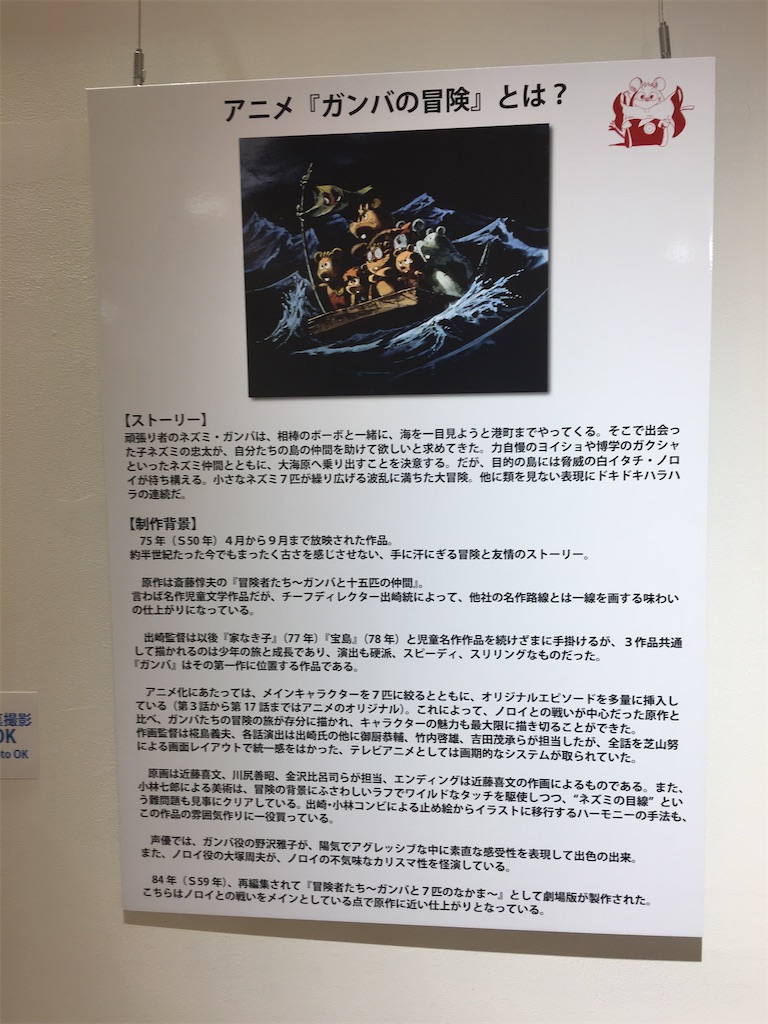 アニメ『ガンバの冒険』とは？
【ストーリー】
頑張り者のネズミ・ガンバは、相棒のボーボと一緒に、海を一目見ようと港町までやってくる。そこで出会っ
た子ネズミの忠太が、自分たちの島の仲間を助けて欲しいと求めてきた。力自慢のヨイショや博学のガクシャ
といったネズミ仲間とともに、大海原へ乗り出すことを決意する。だが、目的の島には脅威の白イタチ・ノロ
イが待ち構える。小さなネズミ７匹が繰り広げる波乱に満ちた大冒険。他に類を見ない表現にドキドキハラハ
ラの連続だ。
【制作背景】
75年（Ｓ50年）４月から９月まで放映された作品。
約半世紀たった今でもまったく古さを感じさせない、手に汗にぎる冒険と友情のストーリー。
原作は斎藤惇夫の『冒険者たち〜ガンバと十五匹の仲間』。
言わば名作児童文学作品だが、チーフディレクター出崎統によって、他社の名作路線とは一線を画する味わい
の仕上がりになっている。
出崎監督は以後『家なき子』（77年）『宝島』（78年）と児童名作作品を続けざまに手掛けるが、３作品共通
して描かれるのは少年の旅と成長であり、演出も硬派、スピーディ、スリリングなものだった。
『ガンバ』はその第一作に位置する作品である。
アニメ化にあたっては、メインキャラクターを７匹に絞るとともに、オリジナルエピソードを多量に挿入し
ている（第３話から第17話まではアニメのオリジナル）。これによって、ノロイとの戦いが中心だった原作と
比べ、ガンバたちの冒険の旅が存分に描かれ、キャラクターの魅力も最大限に描き切ることができた。
作画監督は椛島義夫、各話演出は出崎氏の他に御厨恭輔、竹内啓雄、吉田茂承らが担当したが、全話を芝山努
による画面レイアウトで統一感をはかった、テレビアニメとしては画期的なシステムが取られていた。
原画は近藤喜文、川尻善昭、金沢比呂司らが担当、エンディングは近藤喜文の作画によるものである。また、
小林七郎による美術は、冒険の背景にふさわしいラフでワイルドなタッチを駆使しつつ、“ネズミの目線”とい
う難問題も見事にクリアしている。出崎・小林コンビによる止め絵からイラストに移行するハーモニーの手法も、
この作品の雰囲気作りに一役買っている。
声優では、ガンバ役の野沢雅子が、陽気でアグレッシブな中に素直な感受性を表現して出色の出来。
また、ノロイ役の大塚周夫が、ノロイの不気味なカリスマ性を怪演している。
84年（Ｓ59年）、再編集されて『冒険者たち〜ガンバと７匹のなかま〜』として劇場版が製作された。
こちらはノロイとの戦いをメインとしている点で原作に近い仕上がりとなっている。
撮影
OK
to OK